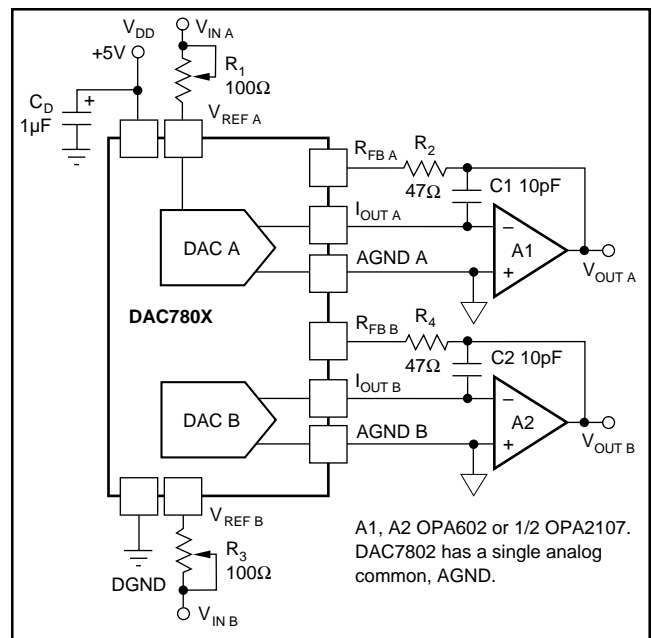 V_DD
+5V
V_IN A
R_1
100Ω
C_D
1µF
+
V_REF A
R_FB A
R_2
47Ω
C1 10pF
I_OUT A
DAC A
–
A1
+
V_OUT A
AGND A
DAC780X
R_FB B
R_4
47Ω
C2 10pF
I_OUT B
DAC B
–
A2
+
V_OUT B
AGND B
V_REF B
DGND
R_3
100Ω
V_IN B
A1, A2 OPA602 or 1/2 OPA2107.
DAC7802 has a single analog
common, AGND.